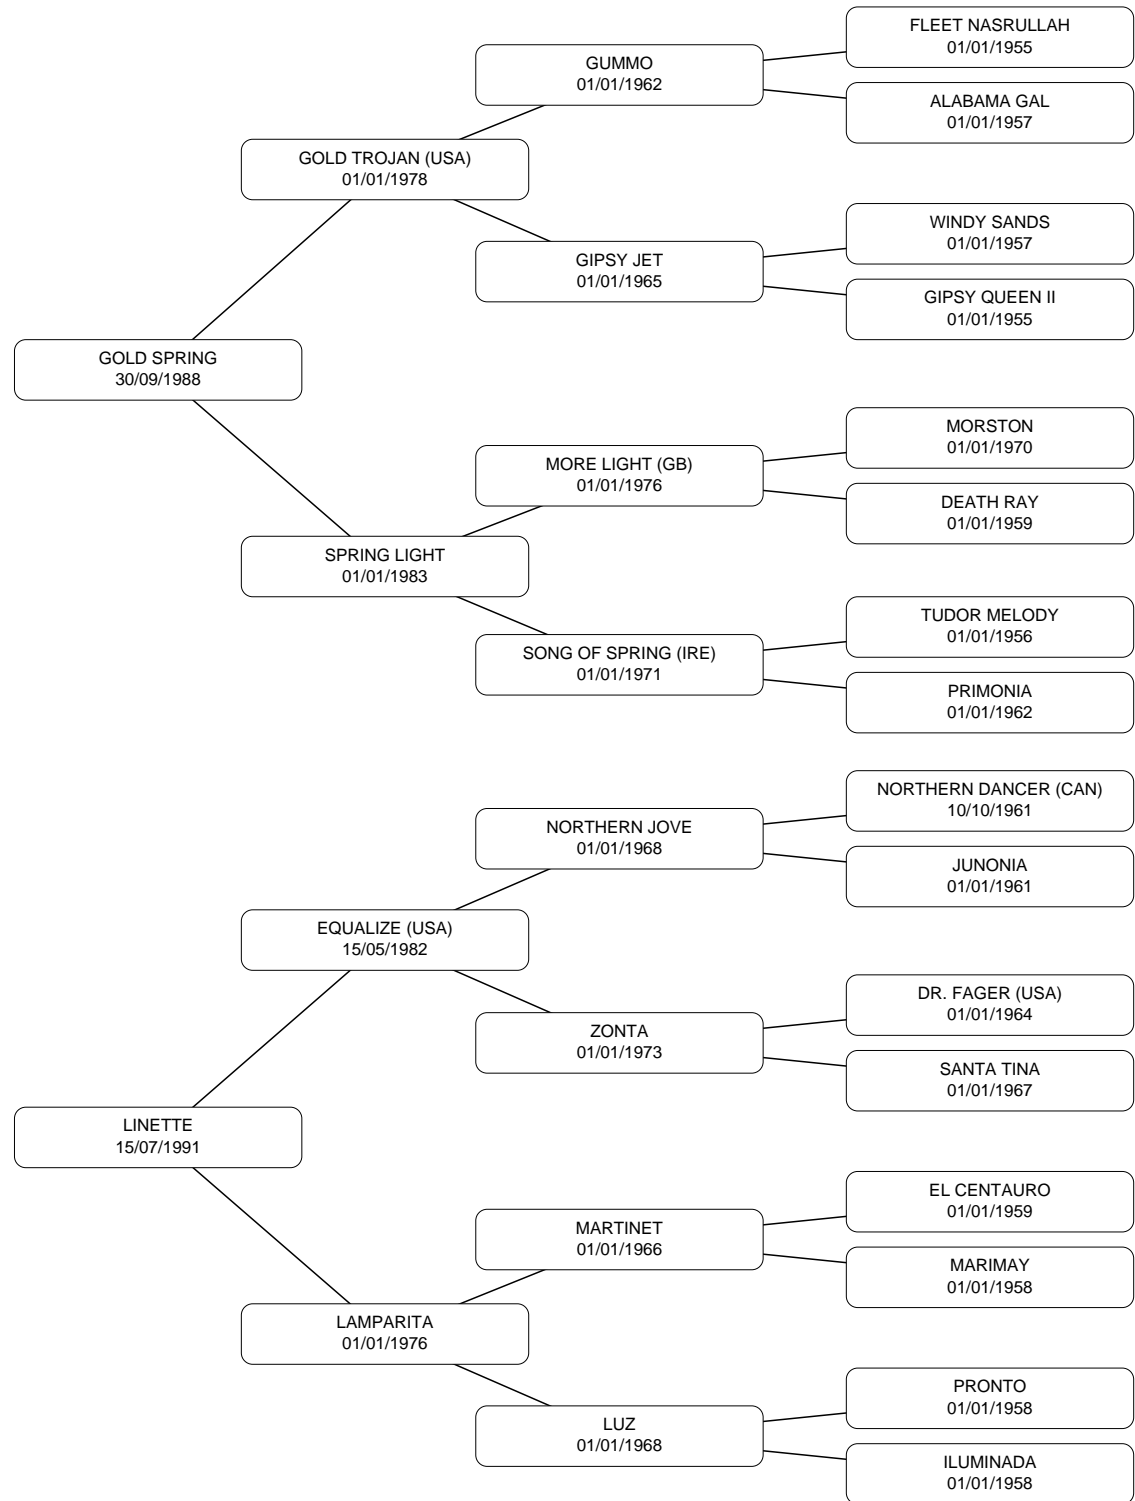 FLEET NASRULLAH
01/01/1955
GUMMO
01/01/1962
ALABAMA GAL
01/01/1957
GOLD TROJAN (USA)
01/01/1978
WINDY SANDS
01/01/1957
GIPSY JET
01/01/1965
GIPSY QUEEN II
01/01/1955
GOLD SPRING
30/09/1988
MORSTON
01/01/1970
MORE LIGHT (GB)
01/01/1976
DEATH RAY
01/01/1959
SPRING LIGHT
01/01/1983
TUDOR MELODY
01/01/1956
SONG OF SPRING (IRE)
01/01/1971
PRIMONIA
01/01/1962
NORTHERN DANCER (CAN)
10/10/1961
NORTHERN JOVE
01/01/1968
JUNONIA
01/01/1961
EQUALIZE (USA)
15/05/1982
DR. FAGER (USA)
01/01/1964
ZONTA
01/01/1973
SANTA TINA
01/01/1967
LINETTE
15/07/1991
EL CENTAURO
01/01/1959
MARTINET
01/01/1966
MARIMAY
01/01/1958
LAMPARITA
01/01/1976
PRONTO
01/01/1958
LUZ
01/01/1968
ILUMINADA
01/01/1958